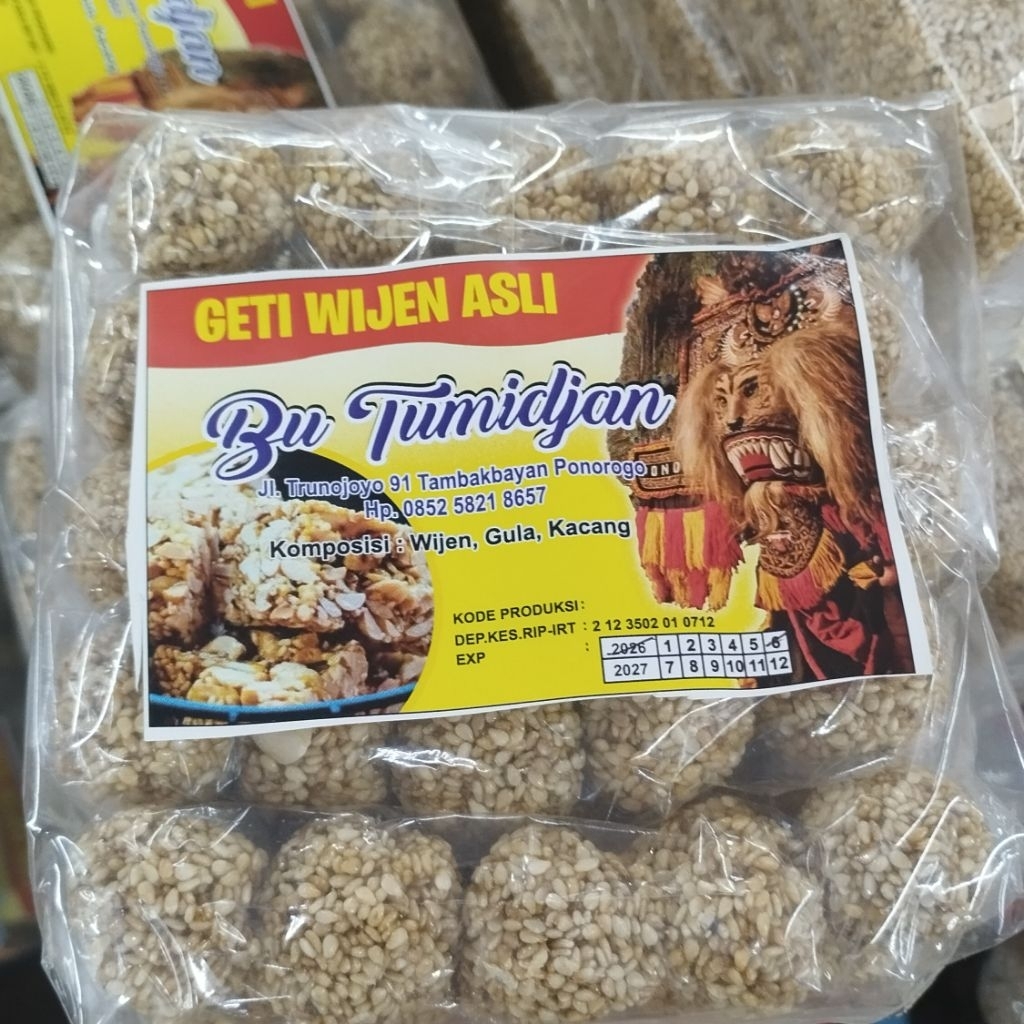 GETI WIJEN ASLI
Bu Tumidjan
Jl. Trunojoyo 91 Tambakbayan Ponorogo
Hp. 0852 5821 8657
Komposisi : Wijen, Gula, Kacang
KODE PRODUKSI :
DEP.KES.RIP-IRT : 2 12 3502 01 0712
EXP :
2026 1 2 3 4 5 6
2027 7 8 9 10 11 12